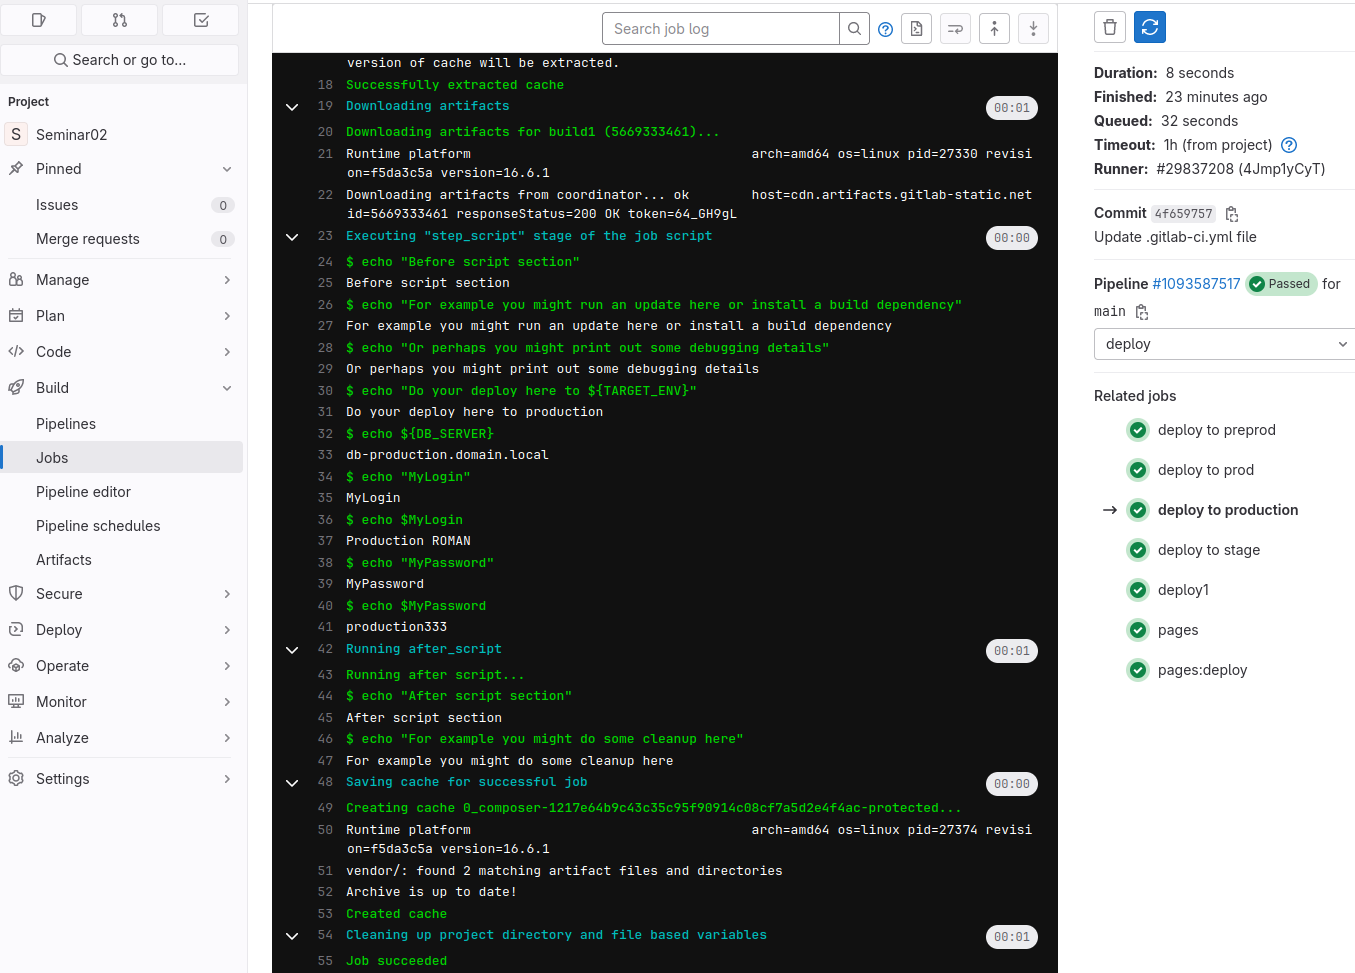 Search or go to...
Project
S Seminar02
Pinned
Issues 0
Merge requests 0
Manage
Plan
Code
Build
Pipelines
Jobs
Pipeline editor
Pipeline schedules
Artifacts
Secure
Deploy
Operate
Monitor
Analyze
Settings
Search job log
version of cache will be extracted.
18 Successfully extracted cache
19 Downloading artifacts 00:01
20 Downloading artifacts for build1 (5669333461)...
21 Runtime platform arch=amd64 os=linux pid=27330 revisi
on=f5da3c5a version=16.6.1
22 Downloading artifacts from coordinator... ok host=cdn.artifacts.gitlab-static.net
id=5669333461 responseStatus=200 OK token=64_GH9gL
23 Executing "step_script" stage of the job script 00:00
24 $ echo "Before script section"
25 Before script section
26 $ echo "For example you might run an update here or install a build dependency"
27 For example you might run an update here or install a build dependency
28 $ echo "Or perhaps you might print out some debugging details"
29 Or perhaps you might print out some debugging details
30 $ echo "Do your deploy here to ${TARGET_ENV}"
31 Do your deploy here to production
32 $ echo ${DB_SERVER}
33 db-production.domain.local
34 $ echo "MyLogin"
35 MyLogin
36 $ echo $MyLogin
37 Production ROMAN
38 $ echo "MyPassword"
39 MyPassword
40 $ echo $MyPassword
41 production333
42 Running after_script 00:01
43 Running after script...
44 $ echo "After script section"
45 After script section
46 $ echo "For example you might do some cleanup here"
47 For example you might do some cleanup here
48 Saving cache for successful job 00:00
49 Creating cache 0_composer-1217e64b9c43c35c95f90914c08cf7a5d2e4f4ac-protected...
50 Runtime platform arch=amd64 os=linux pid=27374 revisi
on=f5da3c5a version=16.6.1
51 vendor/: found 2 matching artifact files and directories
52 Archive is up to date!
53 Created cache
54 Cleaning up project directory and file based variables 00:01
55 Job succeeded
Duration: 8 seconds
Finished: 23 minutes ago
Queued: 32 seconds
Timeout: 1h (from project)
Runner: #29837208 (4Jmp1yCyT)
Commit 4f659757
Update .gitlab-ci.yml file
Pipeline #1093587517 Passed for
main
deploy
Related jobs
deploy to preprod
deploy to prod
→ deploy to production
deploy to stage
deploy1
pages
pages:deploy